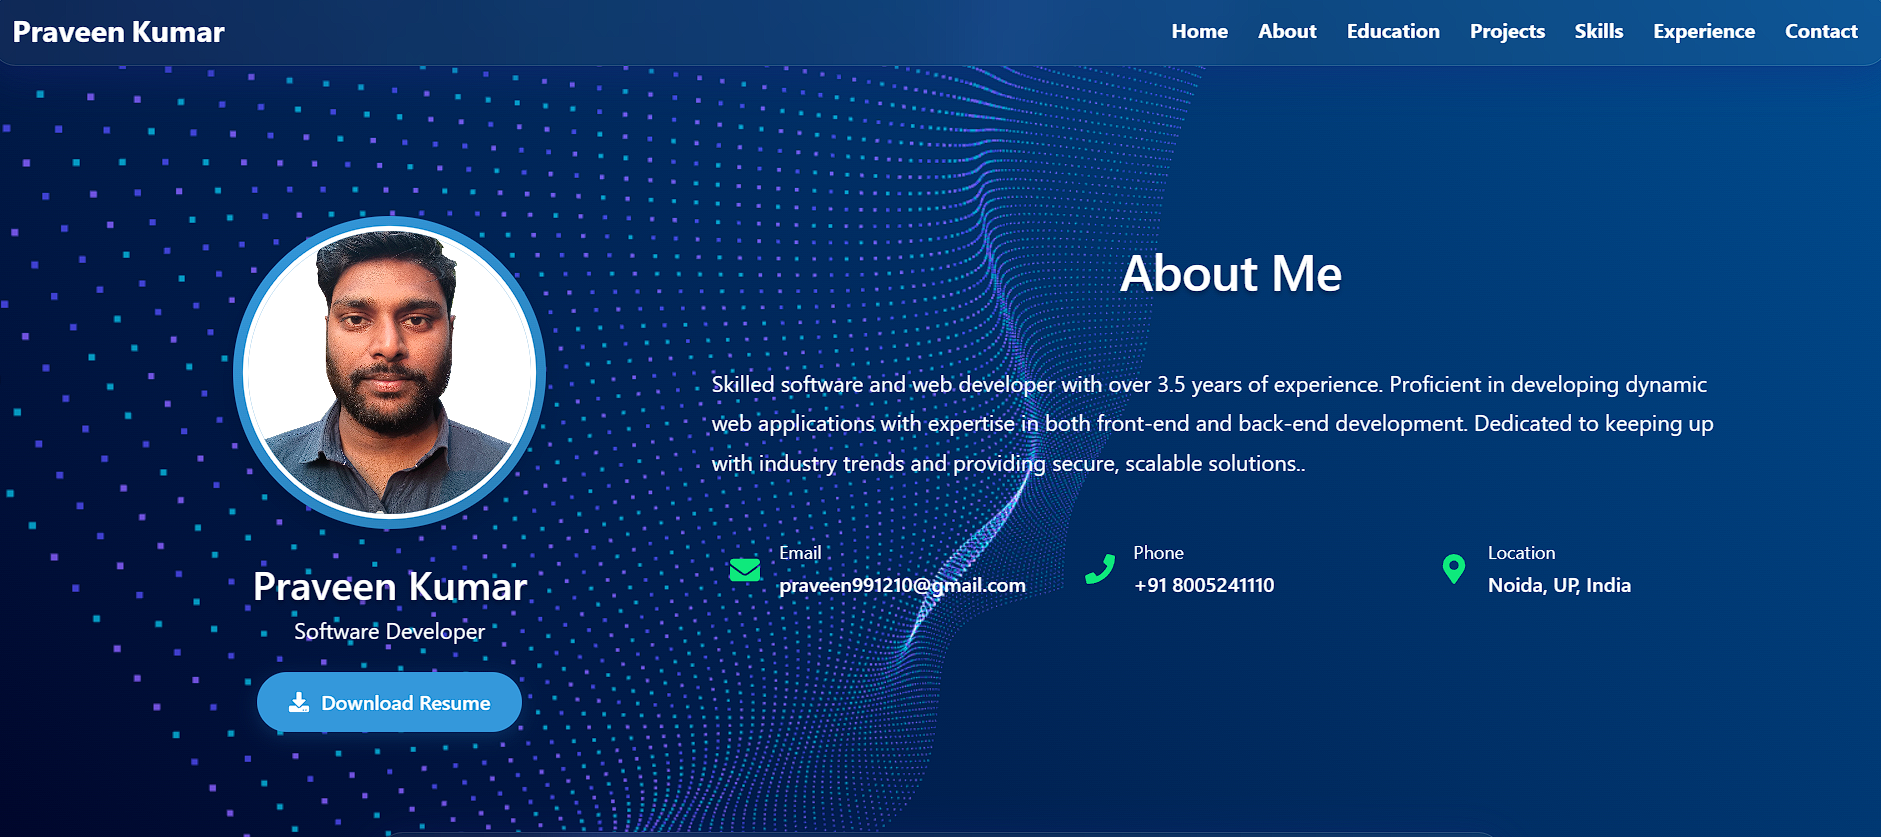 Praveen Kumar
Home About Education Projects Skills Experience Contact
Praveen Kumar
Software Developer
Download Resume
About Me
Skilled software and web developer with over 3.5 years of experience. Proficient in developing dynamic
web applications with expertise in both front-end and back-end development. Dedicated to keeping up
with industry trends and providing secure, scalable solutions..
Email
praveen991210@gmail.com
Phone
+91 8005241110
Location
Noida, UP, India